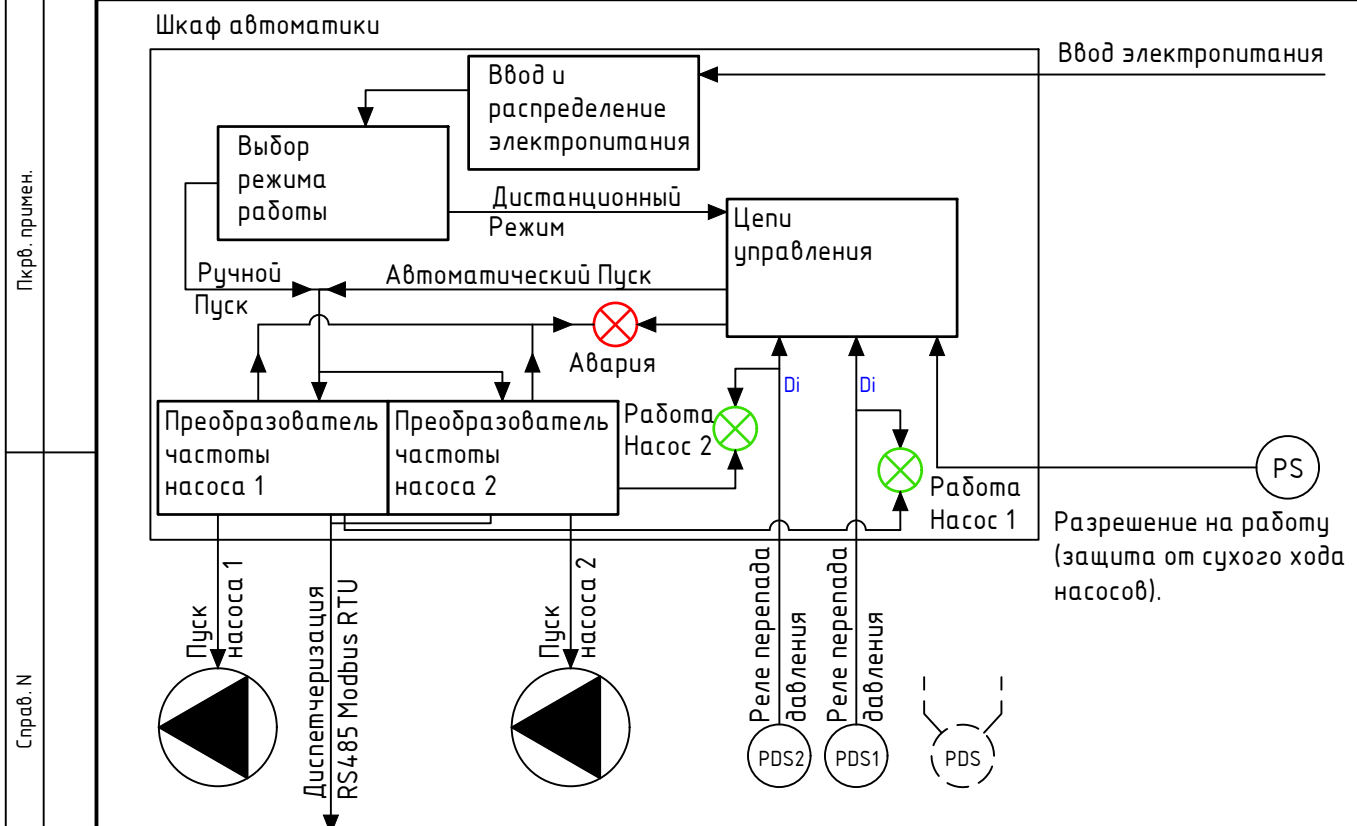 Шкаф автоматики
Ввод электропитания
Ввод и
распределение
электропитания
Выбор
режима
работы
Дистанционный
Режим
Цепи
управления
Ручной
Пуск
Автоматический Пуск
Авария
Di
Di
Преобразователь
частоты
насоса 1
Преобразователь
частоты
насоса 2
Работа
Насос 2
Работа
Насос 1
PS
Разрешение на работу
(защита от сухого хода
насосов).
Пуск
насоса 1
Диспетчеризация
RS485 Modbus RTU
Пуск
насоса 2
Реле перепада
давления
Реле перепада
давления
PDS2
PDS1
PDS
Пкрв. примен.
Справ. N